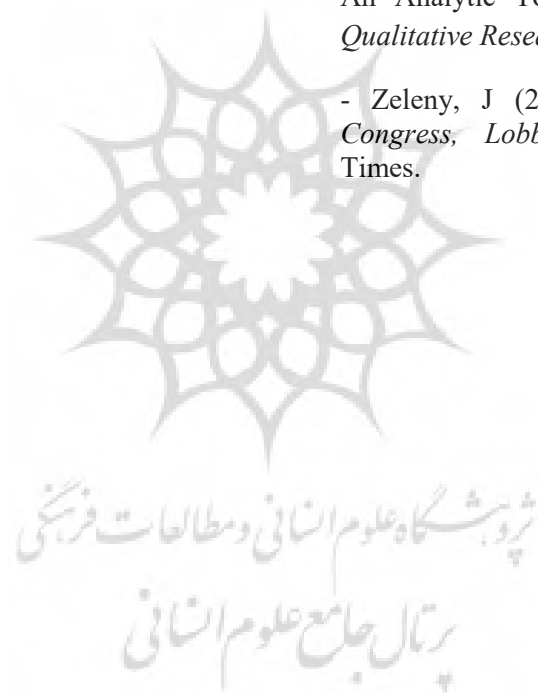 An Analytic To
Qualitative Resea
- Zeleny, J (2
Congress, Lobb
Times.
پژوهشگاه علوم انسانی و مطالعات فرهنگی
پرتال جامع علوم انسانی